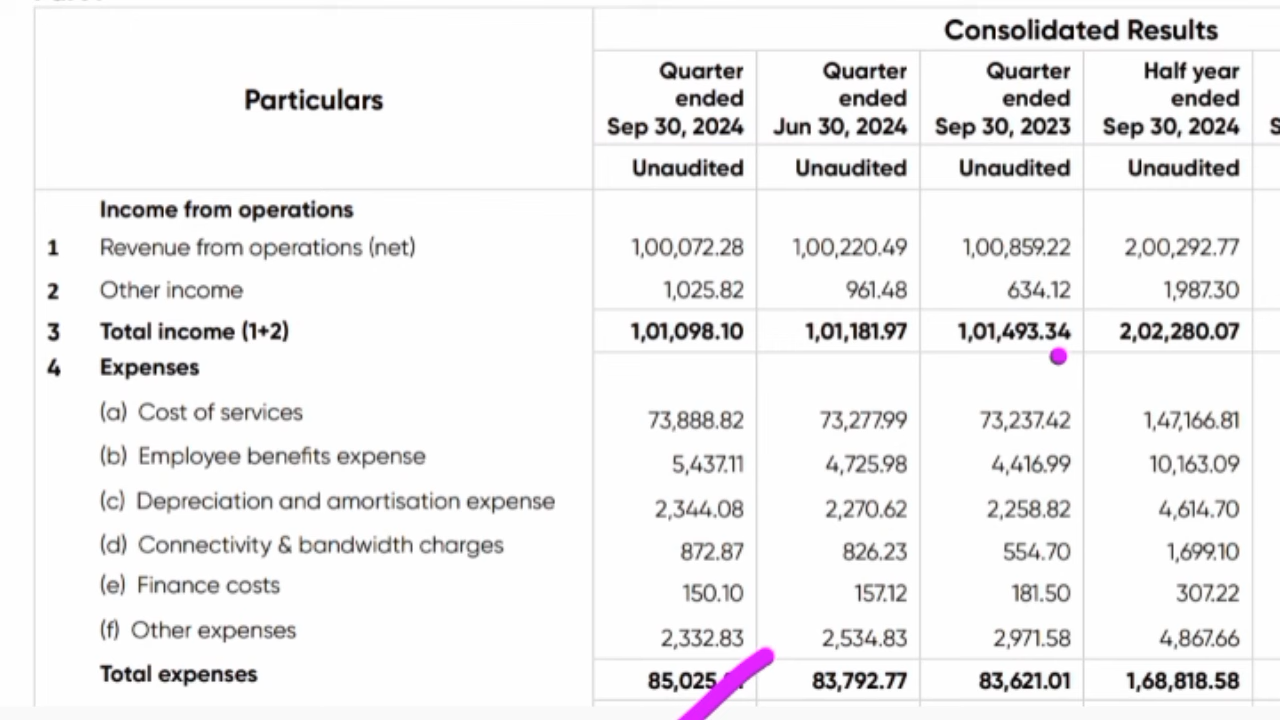 Consolidated Results
Particulars
Quarter ended Sep 30, 2024
Quarter ended Jun 30, 2024
Quarter ended Sep 30, 2023
Half year ended Sep 30, 2024
Unaudited Unaudited Unaudited Unaudited
Income from operations
1 Revenue from operations (net) 1,00,072.28 1,00,220.49 1,00,859.22 2,00,292.77
2 Other income 1,025.82 961.48 634.12 1,987.30
3 Total income (1+2) 1,01,098.10 1,01,181.97 1,01,493.34 2,02,280.07
4 Expenses
(a) Cost of services 73,888.82 73,277.99 73,237.42 1,47,166.81
(b) Employee benefits expense 5,437.11 4,725.98 4,416.99 10,163.09
(c) Depreciation and amortisation expense 2,344.08 2,270.62 2,258.82 4,614.70
(d) Connectivity & bandwidth charges 872.87 826.23 554.70 1,699.10
(e) Finance costs 150.10 157.12 181.50 307.22
(f) Other expenses 2,332.83 2,534.83 2,971.58 4,867.66
Total expenses 83,792.77 83,621.01 1,68,818.58